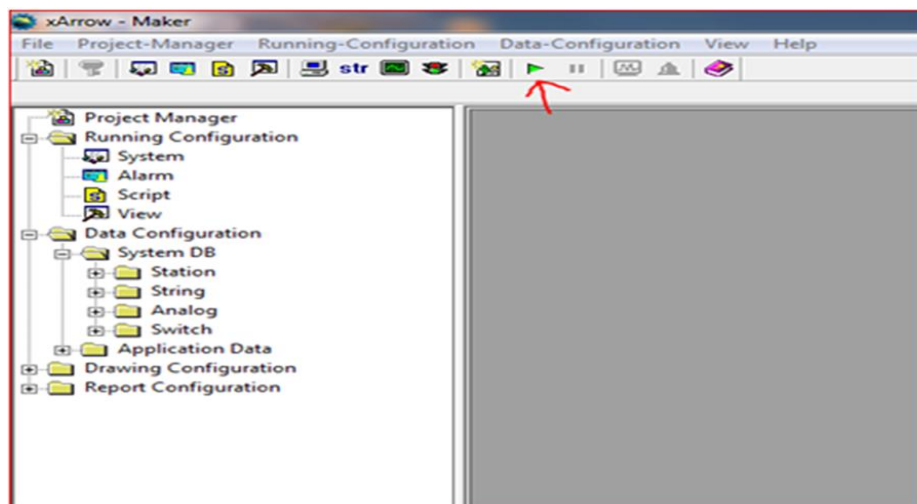 xArrow - Maker
File Project-Manager Running-Configuration Data-Configuration View Help
str
Project Manager
Running Configuration
System
Alarm
Script
View
Data Configuration
System DB
Station
String
Analog
Switch
Application Data
Drawing Configuration
Report Configuration